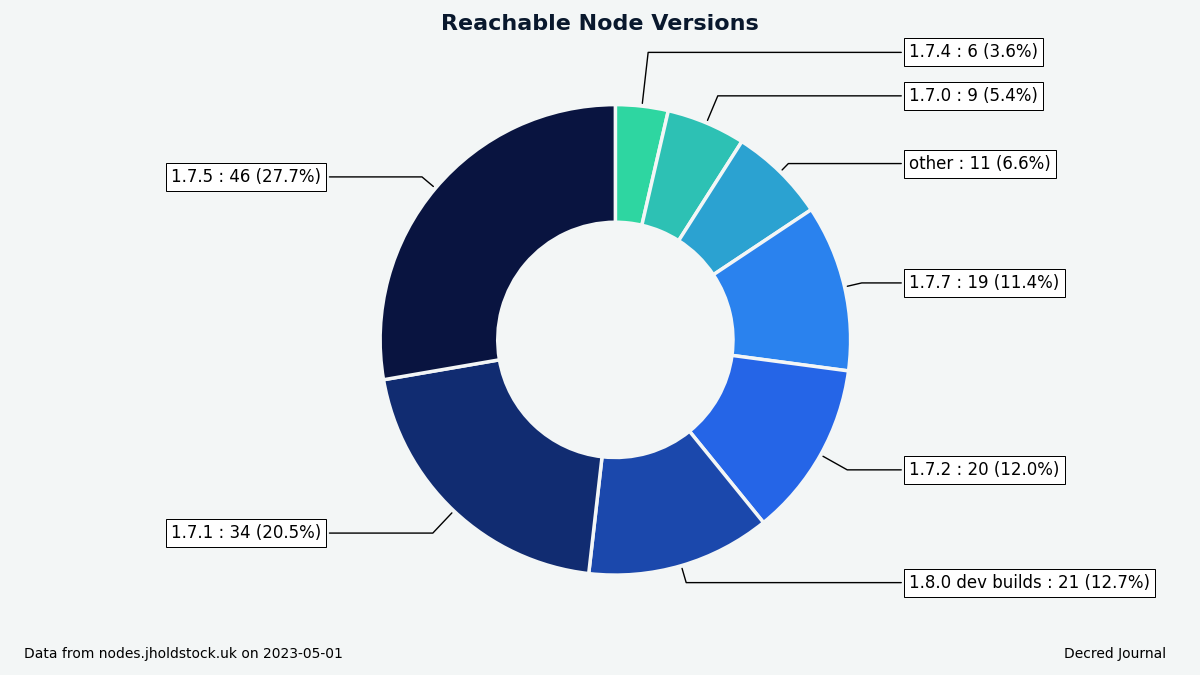 Reachable Node Versions
1.7.4 : 6 (3.6%)
1.7.0 : 9 (5.4%)
other : 11 (6.6%)
1.7.5 : 46 (27.7%)
1.7.7 : 19 (11.4%)
1.7.2 : 20 (12.0%)
1.7.1 : 34 (20.5%)
1.8.0 dev builds : 21 (12.7%)
Data from nodes.jholdstock.uk on 2023-05-01
Decred Journal